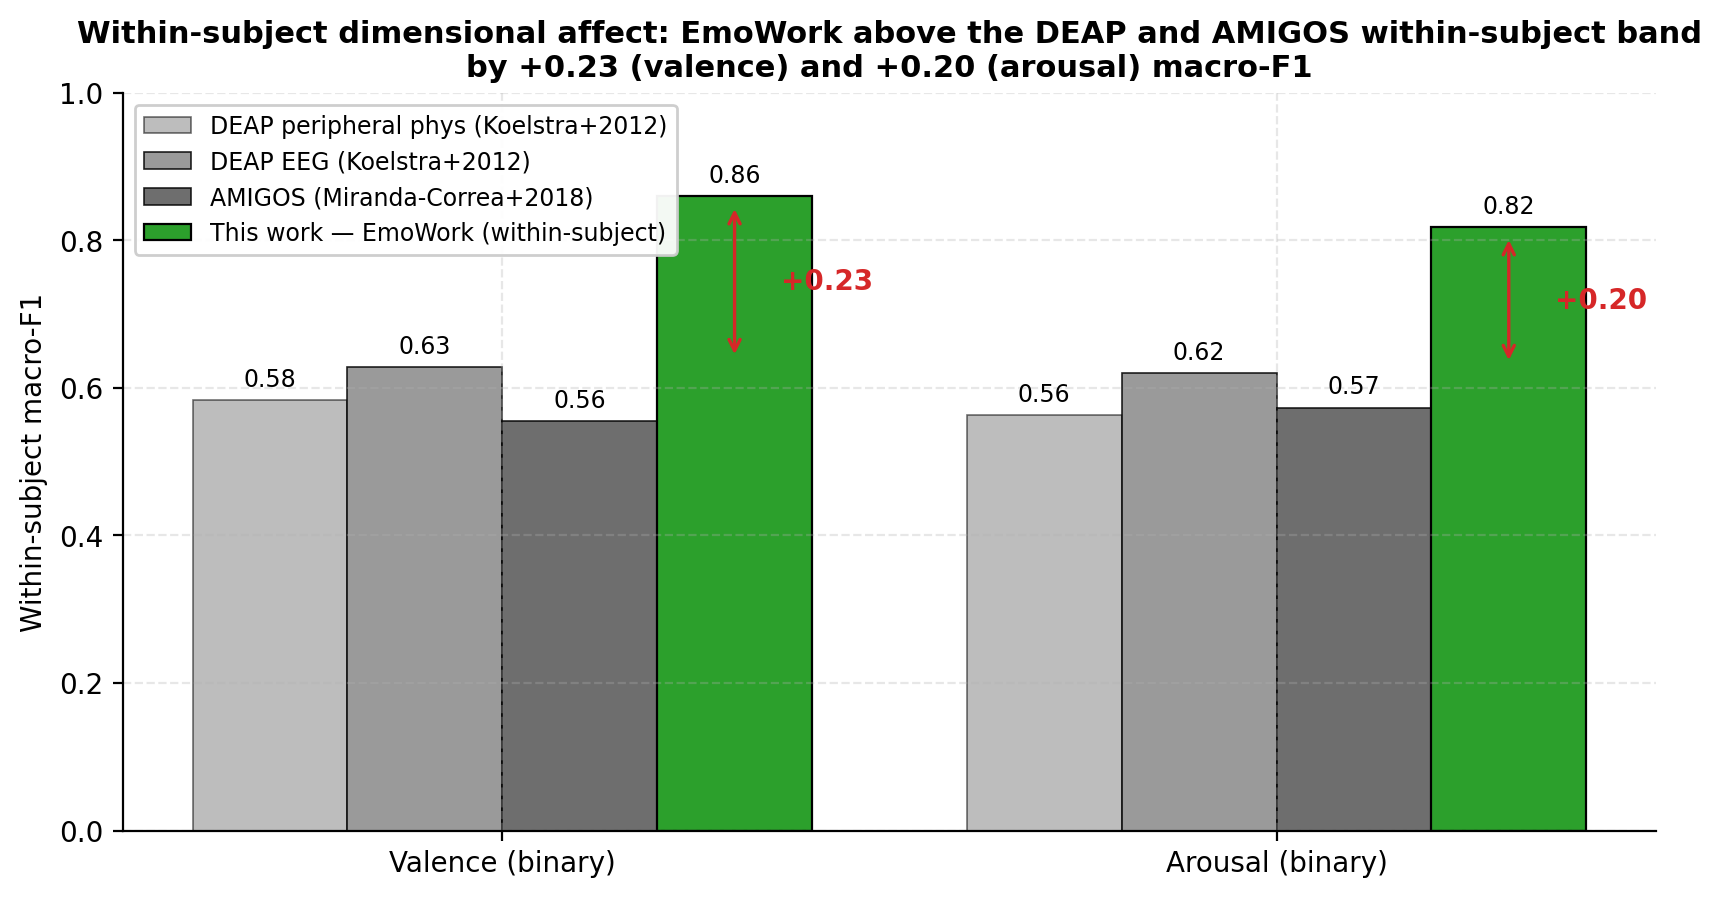 Within-subject dimensional affect: EmoWork above the DEAP and AMIGOS within-subject band
by +0.23 (valence) and +0.20 (arousal) macro-F1
DEAP peripheral phys (Koelstra+2012)
DEAP EEG (Koelstra+2012)
AMIGOS (Miranda-Correa+2018)
This work — EmoWork (within-subject)
Within-subject macro-F1
1.0
0.8
0.6
0.4
0.2
0.0
0.58
0.63
0.56
0.86
+0.23
0.56
0.62
0.57
0.82
+0.20
Valence (binary)
Arousal (binary)